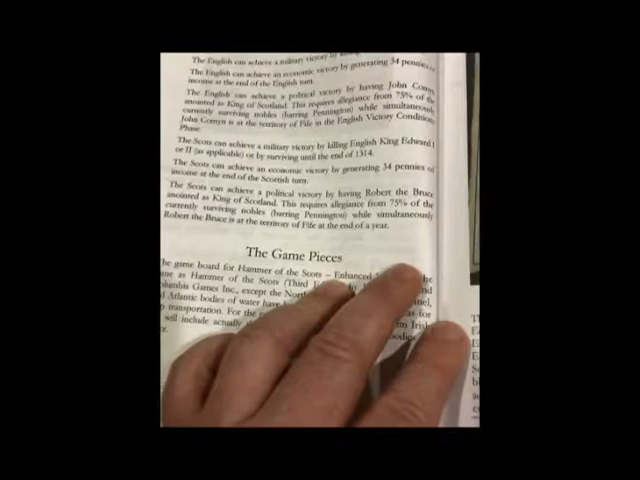 The English can achieve a military victory by
The English can achieve an economic victory by generating 34 pennies of
income at the end of the English turn.
The English can achieve a political victory by having John Comyn
anointed as King of Scotland. This requires allegiance from 75% of the
currently surviving nobles (barring Pennington) while simultaneously
John Comyn is at the territory of Fife in the English Victory Conditions
Phase.
The Scots can achieve a military victory by killing English King Edward I
or II (as applicable) or by surviving until the end of 1314.
The Scots can achieve an economic victory by generating 34 pennies of
income at the end of the Scottish turn.
The Scots can achieve a political victory by having Robert the Bruce
anointed as King of Scotland. This requires allegiance from 75% of the
currently surviving nobles (barring Pennington) while simultaneously
Robert the Bruce is at the territory of Fife at the end of a year.
The Game Pieces
game board for Hammer of the Scots – Enhanced
as Hammer of the Scots (Third
Games Inc., except the
Atlantic bodies of water have
transportation. For the
as for
will include actually
Irish